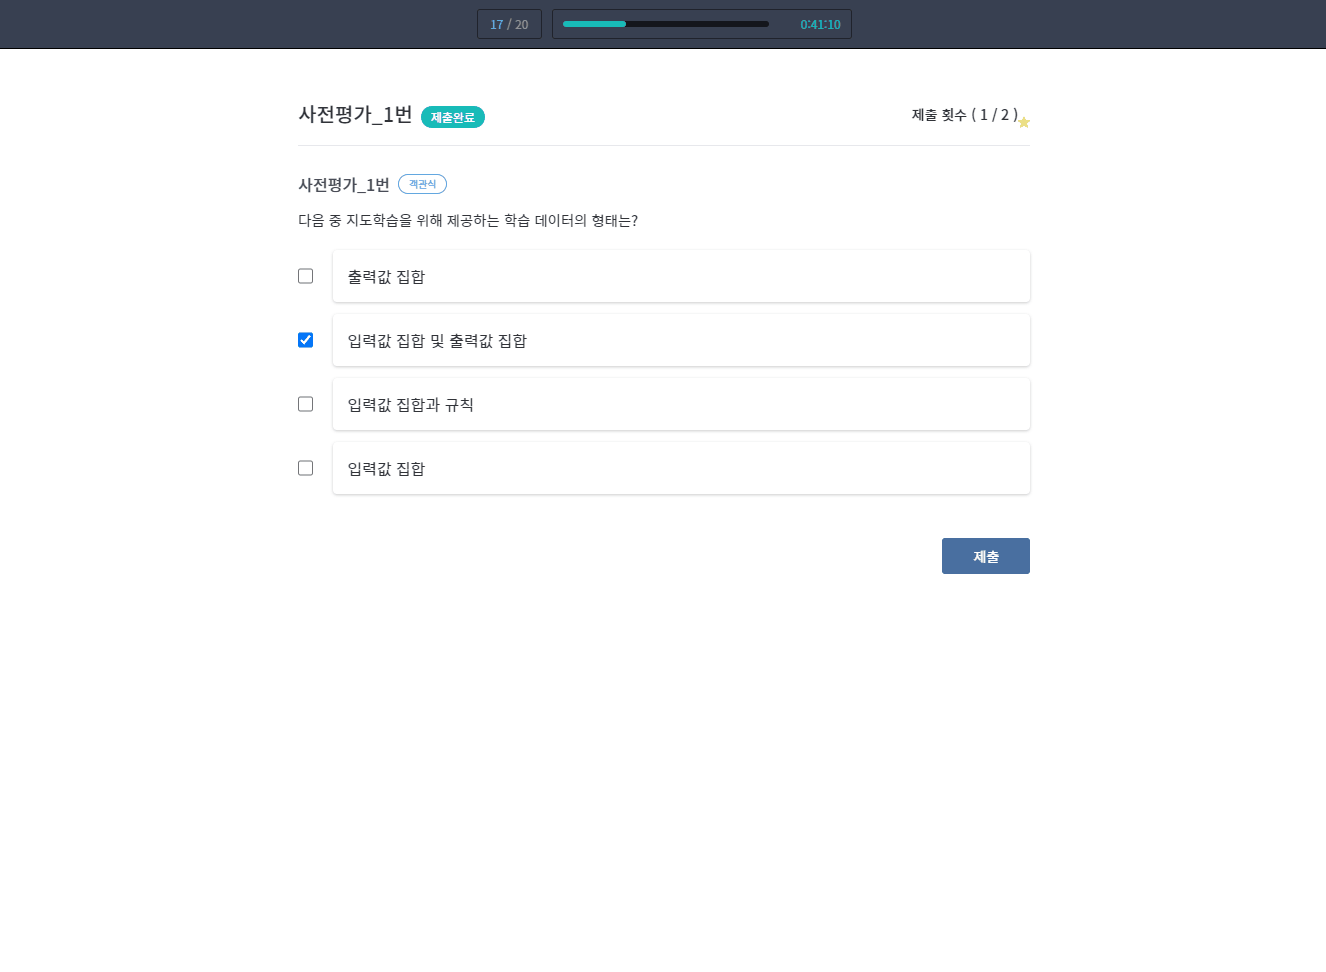 17 / 20
0:41:10
사전평가_1번 제출완료
제출 횟수 ( 1 / 2 )
사전평가_1번 객관식
다음 중 지도학습을 위해 제공하는 학습 데이터의 형태는?
출력값 집합
입력값 집합 및 출력값 집합
입력값 집합과 규칙
입력값 집합
제출